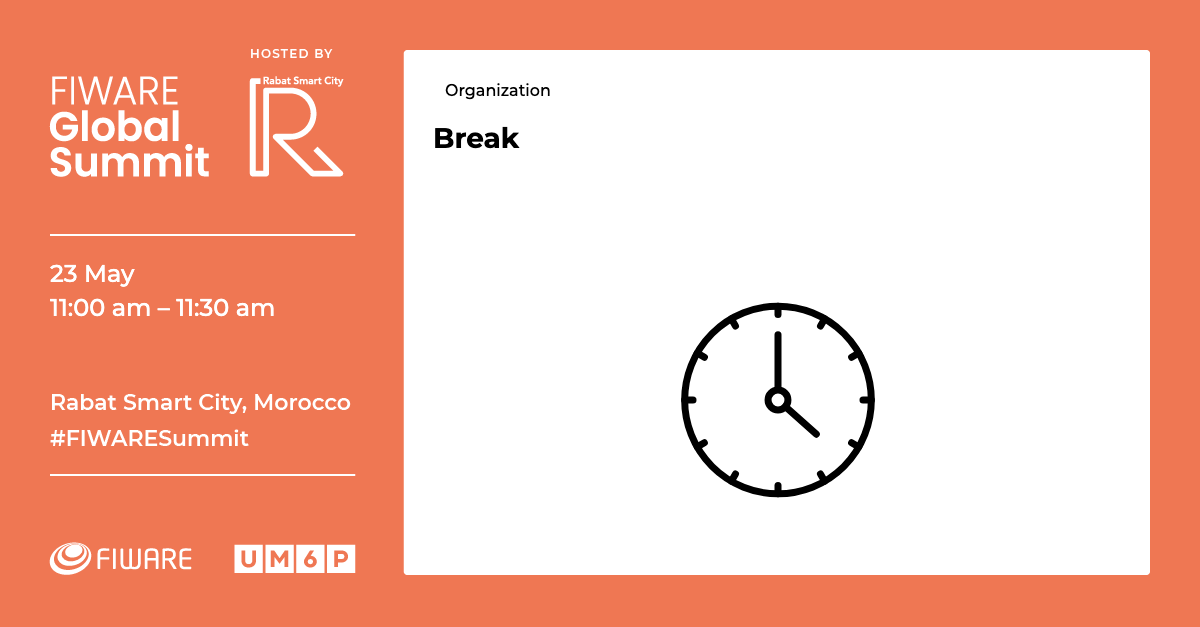 HOSTED BY
FIWARE
Global
Summit
Rabat Smart City
R
23 May
11:00 am – 11:30 am
Rabat Smart City, Morocco
#FIWARESummit
FIWARE
UM6P
Organization
Break